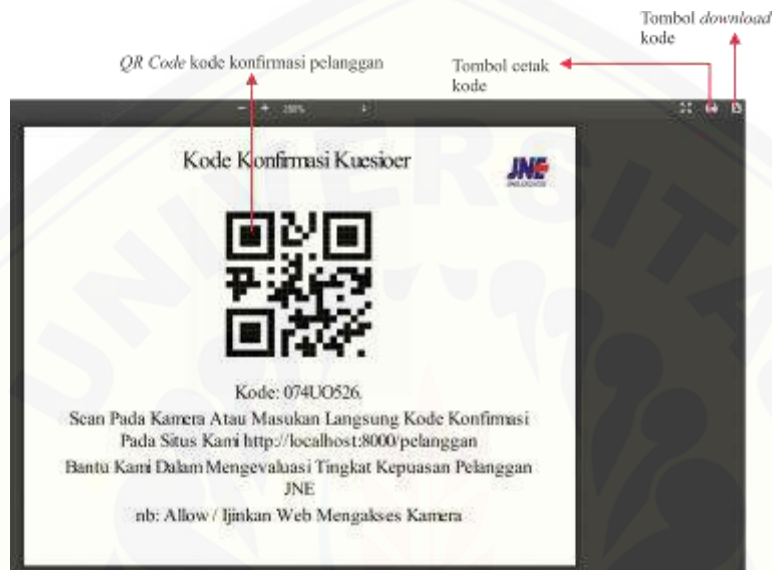 Tombol download
kode
QR Code kode konfirmasi pelanggan
Tombol cetak
kode
Kode Konfirmasi Kuesioer
JNE
Kode: 074UO526.
Scan Pada Kamera Atau Masukan Langsung Kode Konfirmasi
Pada Situs Kami http://localhost:8000/pelanggan
Bantu Kami Dalam Mengevaluasi Tingkat Kepuasan Pelanggan
JNE
nb: Allow / Ijinkan Web Mengakses Kamera